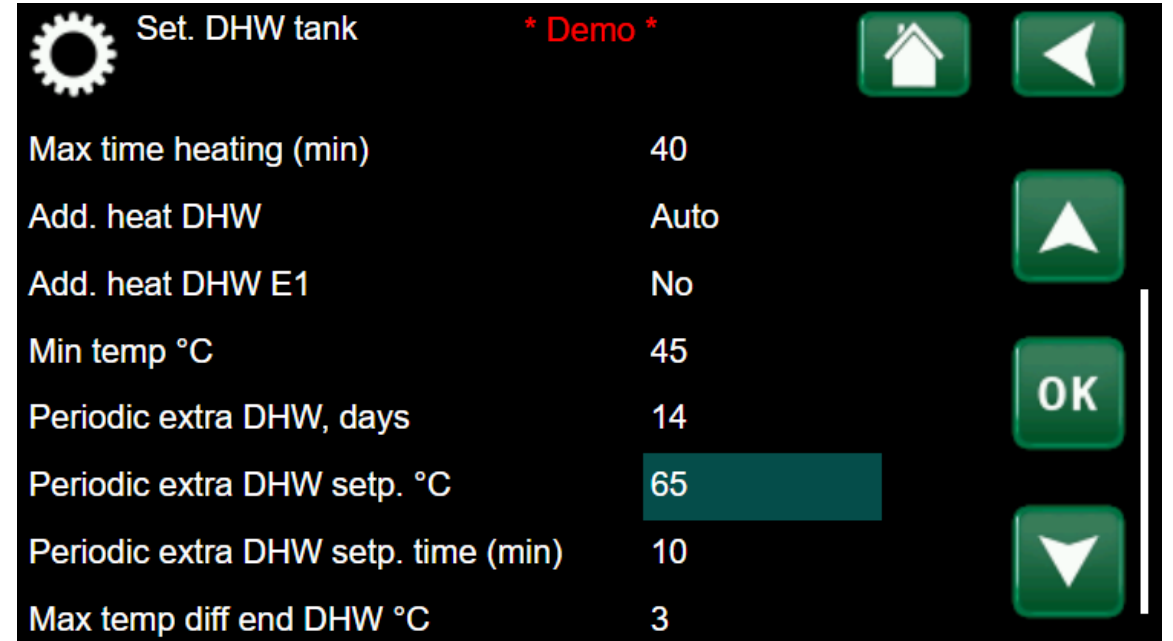 Set. DHW tank * Demo *
Max time heating (min) 40
Add. heat DHW Auto
Add. heat DHW E1 No
Min temp °C 45
Periodic extra DHW, days 14
OK
Periodic extra DHW setp. °C 65
Periodic extra DHW setp. time (min) 10
Max temp diff end DHW °C 3